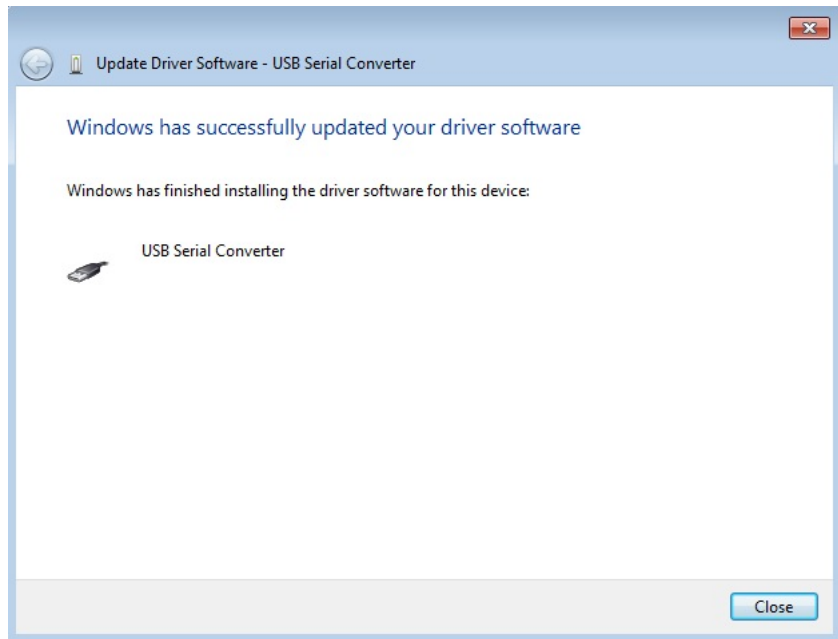 Update Driver Software - USB Serial Converter
Windows has successfully updated your driver software
Windows has finished installing the driver software for this device:
USB Serial Converter
Close